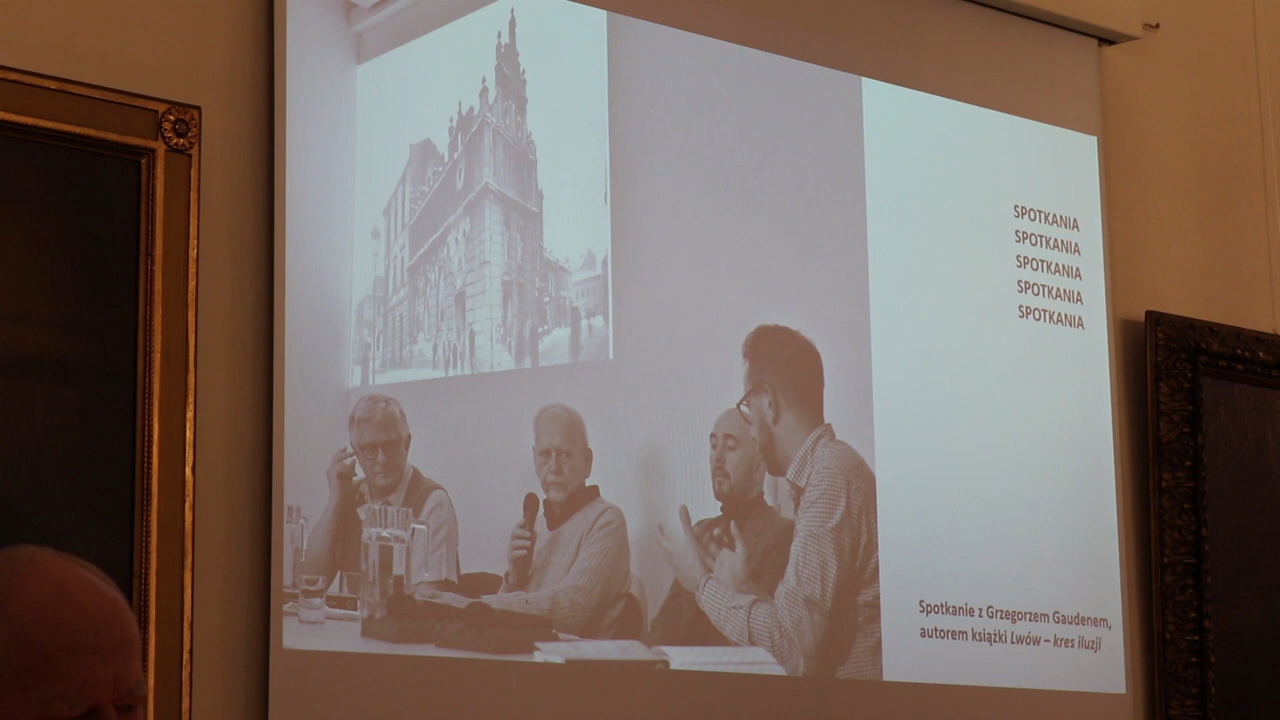 SPOTKANIA
SPOTKANIA
SPOTKANIA
SPOTKANIA
SPOTKANIA
Spotkanie z Grzegorzem Gaudenem,
autorem książki Lwów – kres iluzji